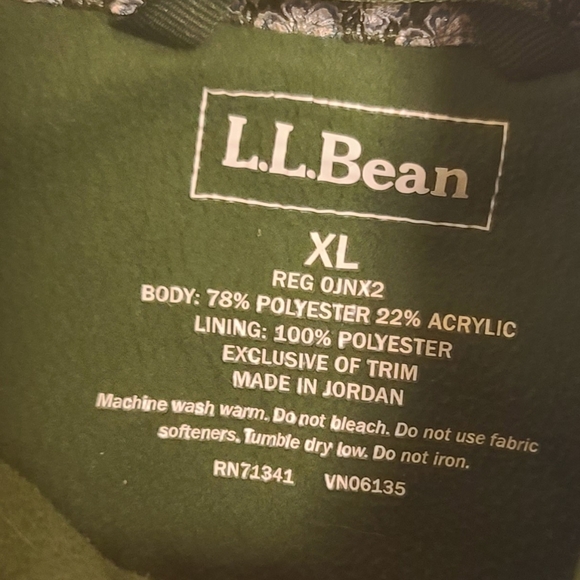 L.L.Bean
XL
REG 0JNX2
BODY: 78% POLYESTER 22% ACRYLIC
LINING: 100% POLYESTER
EXCLUSIVE OF TRIM
MADE IN JORDAN
Machine wash warm. Do not bleach. Do not use fabric
softeners. Tumble dry low. Do not iron.
RN71341 VN06135